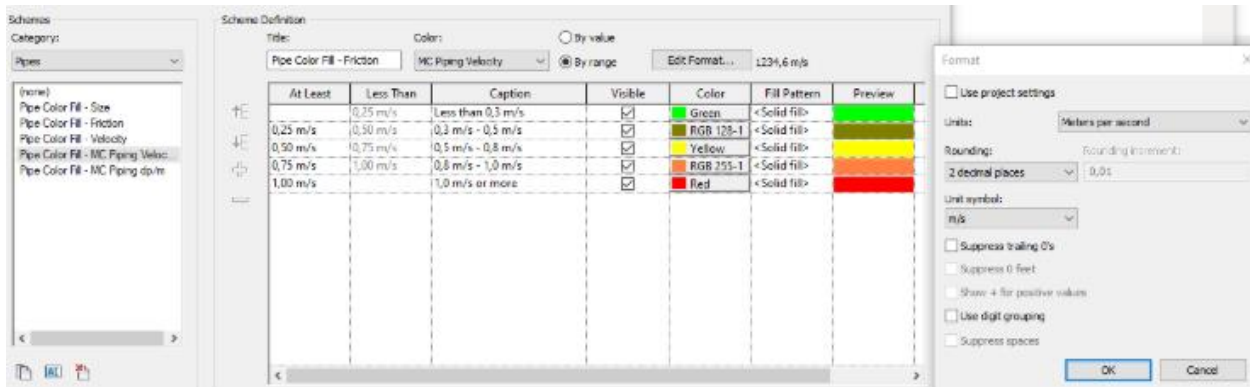 Schemes
Category:
Pipes
(none)
Pipe Color Fill - Size
Pipe Color Fill - Friction
Pipe Color Fill - Velocity
Pipe Color Fill - MC Piping Veloc...
Pipe Color Fill - MC Piping dp/m
Scheme Definition
Title:
Color:
By value
Pipe Color Fill - Friction
MC Piping Velocity
By range
Edit Format...
1234,6 m/s
At Least Less Than Caption Visible Color Fill Pattern Preview
0,25 m/s Less than 0,3 m/s Green <Solid fill>
0,25 m/s 0,50 m/s 0,3 m/s - 0,5 m/s RGB 128-1 <Solid fill>
0,50 m/s 0,75 m/s 0,5 m/s - 0,8 m/s Yellow <Solid fill>
0,75 m/s 1,00 m/s 0,8 m/s - 1,0 m/s RGB 255-1 <Solid fill>
1,00 m/s 1,0 m/s or more Red <Solid fill>
Format
Use project settings
Units: Meters per second
Rounding: Rounding increment:
2 decimal places 0,01
Unit symbol:
m/s
Suppress trailing 0's
Suppress 0 feet
Show + for positive values
Use digit grouping
Suppress spaces
OK Cancel